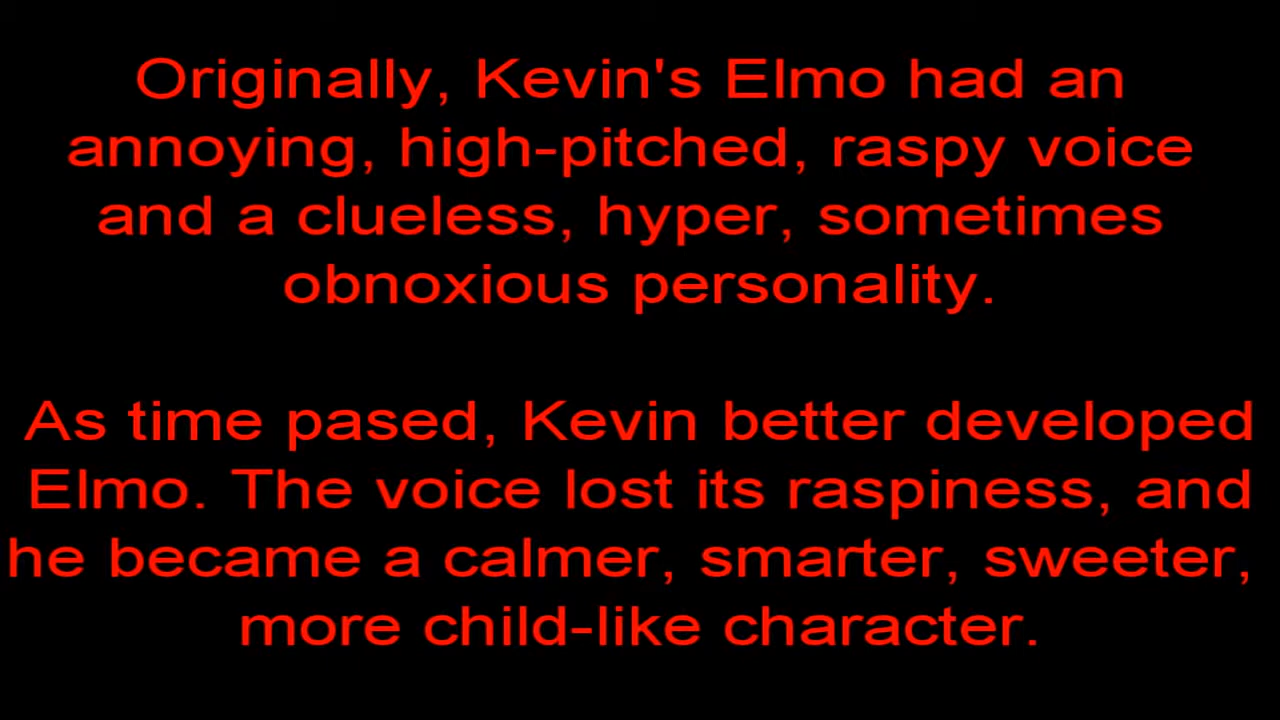 Originally, Kevin's Elmo had an
annoying, high-pitched, raspy voice
and a clueless, hyper, sometimes
obnoxious personality.
As time pased, Kevin better developed
Elmo. The voice lost its raspiness, and
he became a calmer, smarter, sweeter,
more child-like character.